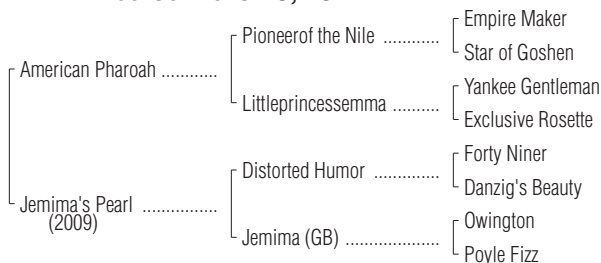 Empire Maker
Pioneerof the Nile ............
Star of Goshen
American Pharoah ............
Yankee Gentleman
Littleprincessemma ..........
Exclusive Rosette
Forty Niner
Distorted Humor ..............
Danzig's Beauty
Jemima's Pearl ................
(2009)
Owington
Jemima (GB) ....................
Poyle Fizz